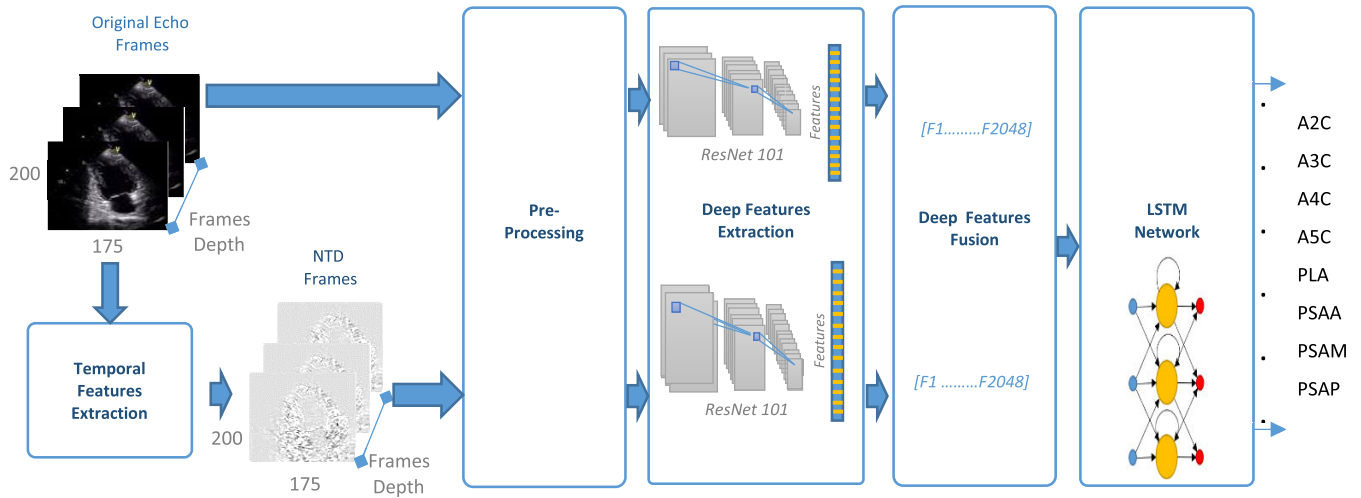 Original Echo
Frames
200
175
Frames
Depth
Temporal
Features
Extraction
NTD
Frames
200
175
Frames
Depth
Pre-
Processing
ResNet 101
Features
Deep Features
Extraction
ResNet 101
Features
[F1.........F2048]
Deep Features
Fusion
[F1 .........F2048]
LSTM
Network
A2C
A3C
A4C
A5C
PLA
PSAA
PSAM
PSAP